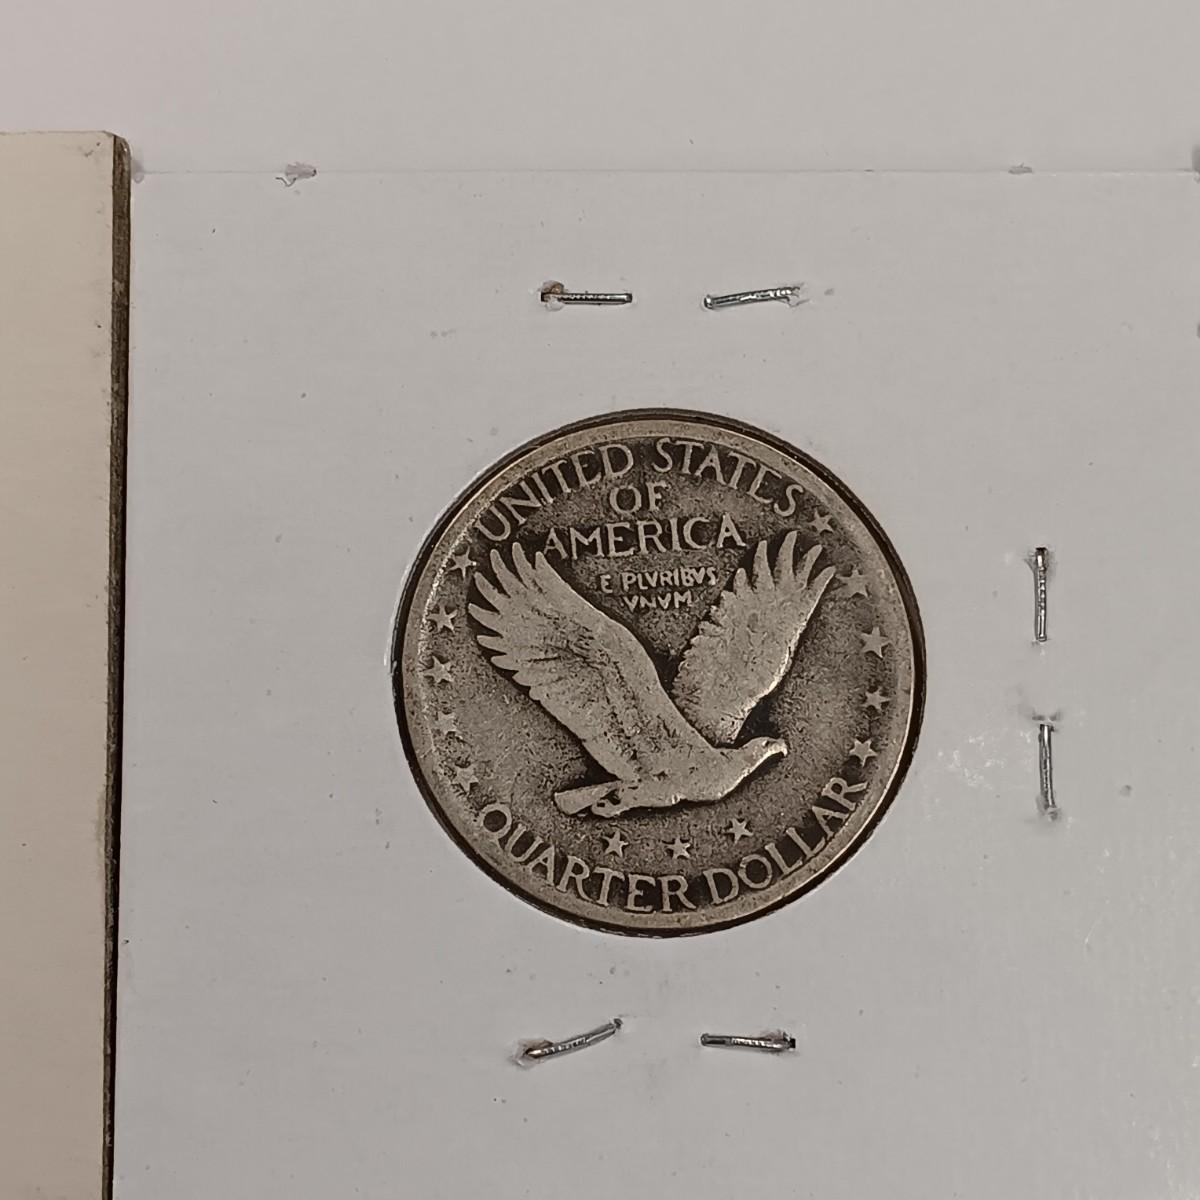 UNITED STATES
OF
AMERICA
E PLVRIBVS
VNVM
QUARTER DOLLAR